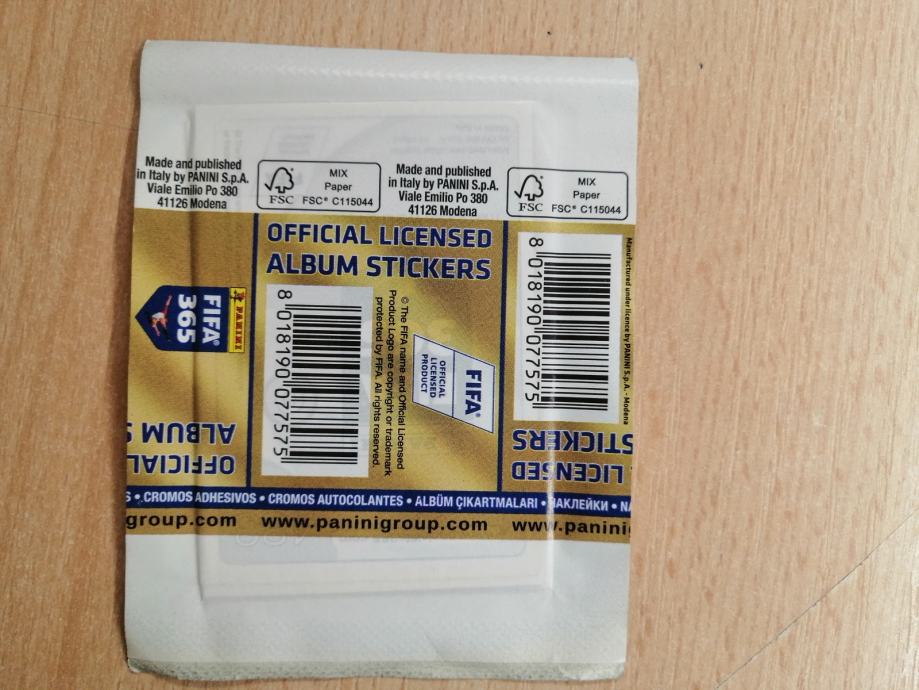 Made and published
in Italy by PANINI S.p.A.
Viale Emilio Po 380
41126 Modena
FSC
MIX
Paper
FSC® C115044
Made and published
in Italy by PANINI S.p.A.
Viale Emilio Po 380
41126 Modena
FSC
MIX
Paper
FSC® C115044
PANINI
FIFA®
365
OFFICIAL
ALBUM S
OFFICIAL LICENSED
ALBUM STICKERS
8 018190 077575
© The FIFA name and Official Licensed
Product Logo are copyright or trademark
protected by FIFA. All rights reserved.
FIFA®
OFFICIAL
LICENSED
PRODUCT
8 018190 077575
Manufactured under licence by PANINI S.p.A. - Modena
LICENSED
STICKERS
S • CROMOS ADHESIVOS • CROMOS AUTOCOLANTES • ALBÜM ÇIKARTMALARI • НАКЛЕЙКИ • NA
group.com www.paninigroup.com www.panini